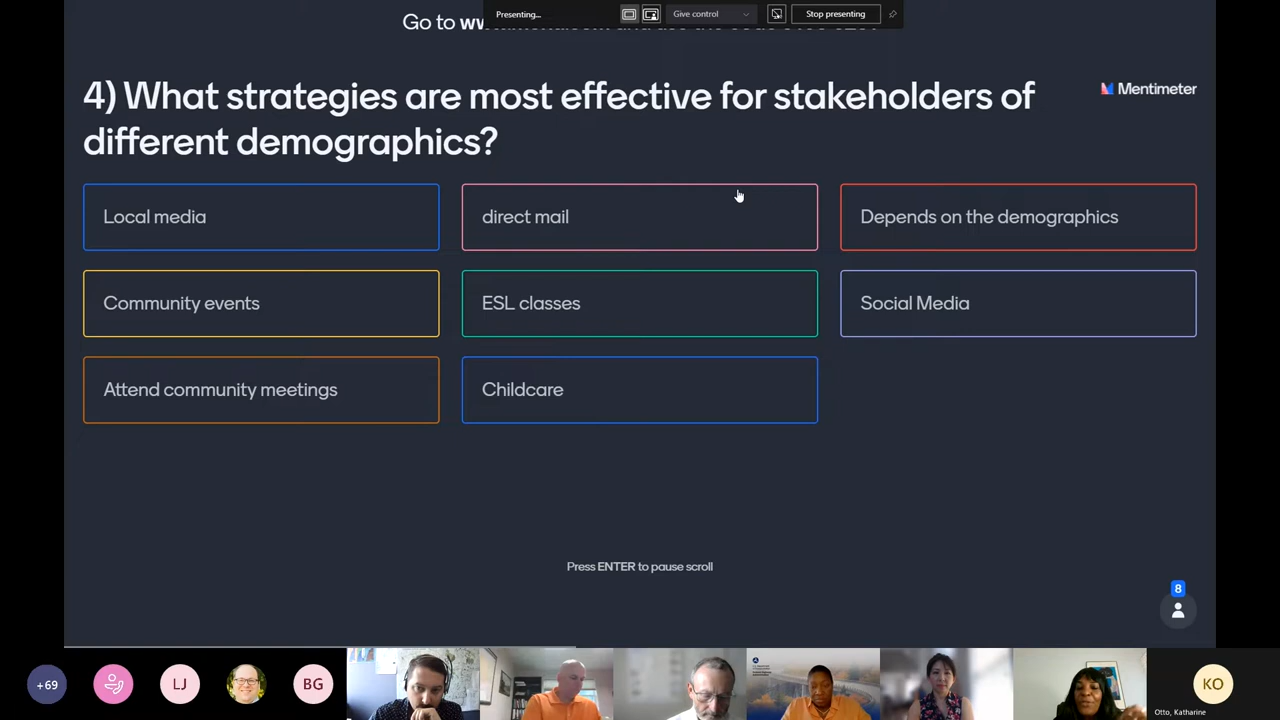 Presenting...
Give control
Stop presenting
Go to
4) What strategies are most effective for stakeholders of
different demographics?
Mentimeter
Local media
direct mail
Depends on the demographics
Community events
ESL classes
Social Media
Attend community meetings
Childcare
Press ENTER to pause scroll
8
+69
LJ
BG
KO
Otto, Katharine